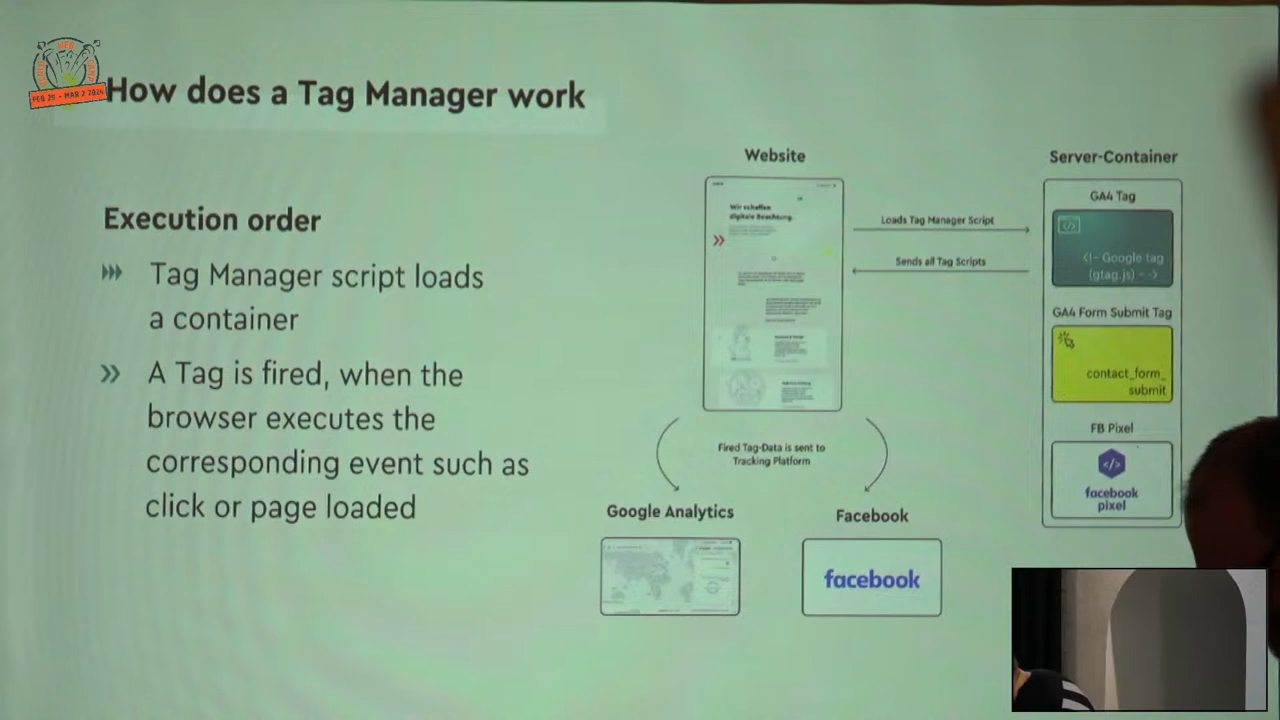 WEB
CAMP
FEB 29 - MAR 2 2024
How does a Tag Manager work
Execution order
Tag Manager script loads
a container
A Tag is fired, when the
browser executes the
corresponding event such as
click or page loaded
Website
Wir schaffen
digitale Beachtung.
Loads Tag Manager Script
Sends all Tag Scripts
Fired Tag-Data is sent to
Tracking Platform
Google Analytics
Facebook
facebook
Server-Container
GA4 Tag
<!-- Google tag
(gtag.js) -->
GA4 Form Submit Tag
contact_form_
submit
FB Pixel
</>
facebook
pixel